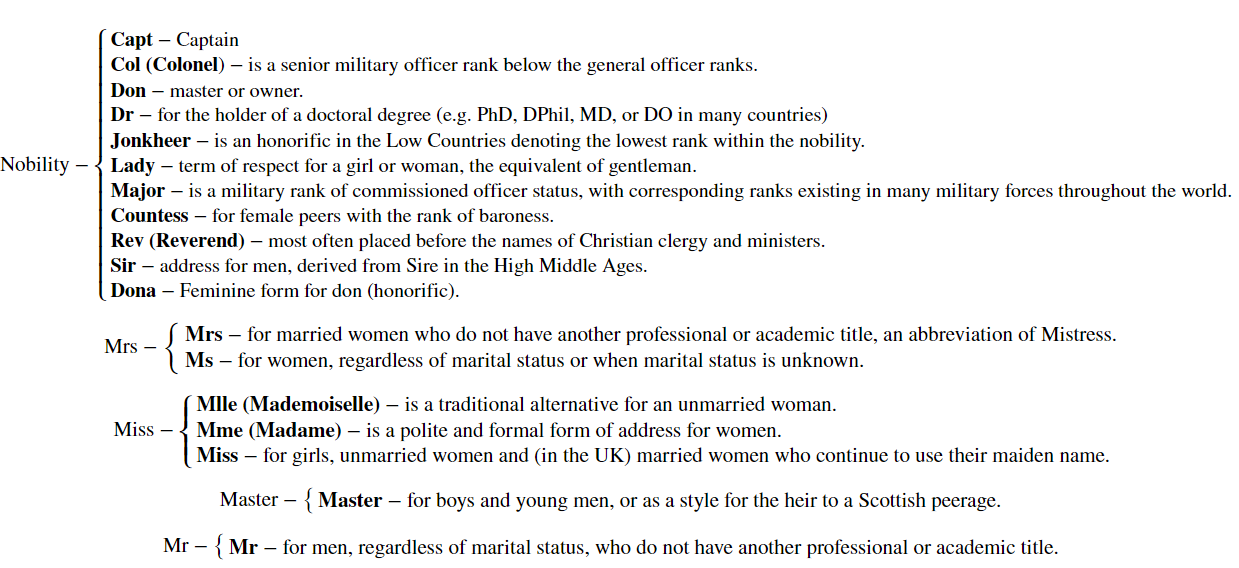 Capt – Captain
Col (Colonel) – is a senior military officer rank below the general officer ranks.
Don – master or owner.
Dr – for the holder of a doctoral degree (e.g. PhD, DPhil, MD, or DO in many countries)
Jonkheer – is an honorific in the Low Countries denoting the lowest rank within the nobility.
Nobility – { Lady – term of respect for a girl or woman, the equivalent of gentleman.
Major – is a military rank of commissioned officer status, with corresponding ranks existing in many military forces throughout the world.
Countess – for female peers with the rank of baroness.
Rev (Reverend) – most often placed before the names of Christian clergy and ministers.
Sir – address for men, derived from Sire in the High Middle Ages.
Dona – Feminine form for don (honorific).
Mrs – { Mrs – for married women who do not have another professional or academic title, an abbreviation of Mistress.
Ms – for women, regardless of marital status or when marital status is unknown.
Mlle (Mademoiselle) – is a traditional alternative for an unmarried woman.
Miss – { Mme (Madame) – is a polite and formal form of address for women.
Miss – for girls, unmarried women and (in the UK) married women who continue to use their maiden name.
Master – { Master – for boys and young men, or as a style for the heir to a Scottish peerage.
Mr – { Mr – for men, regardless of marital status, who do not have another professional or academic title.